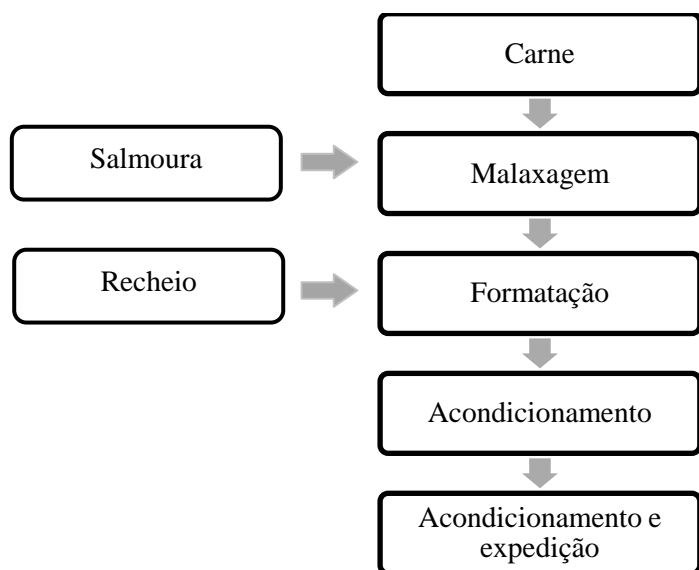 Carne
Salmoura
Malaxagem
Recheio
Formatação
Acondicionamento
Acondicionamento e
expedição